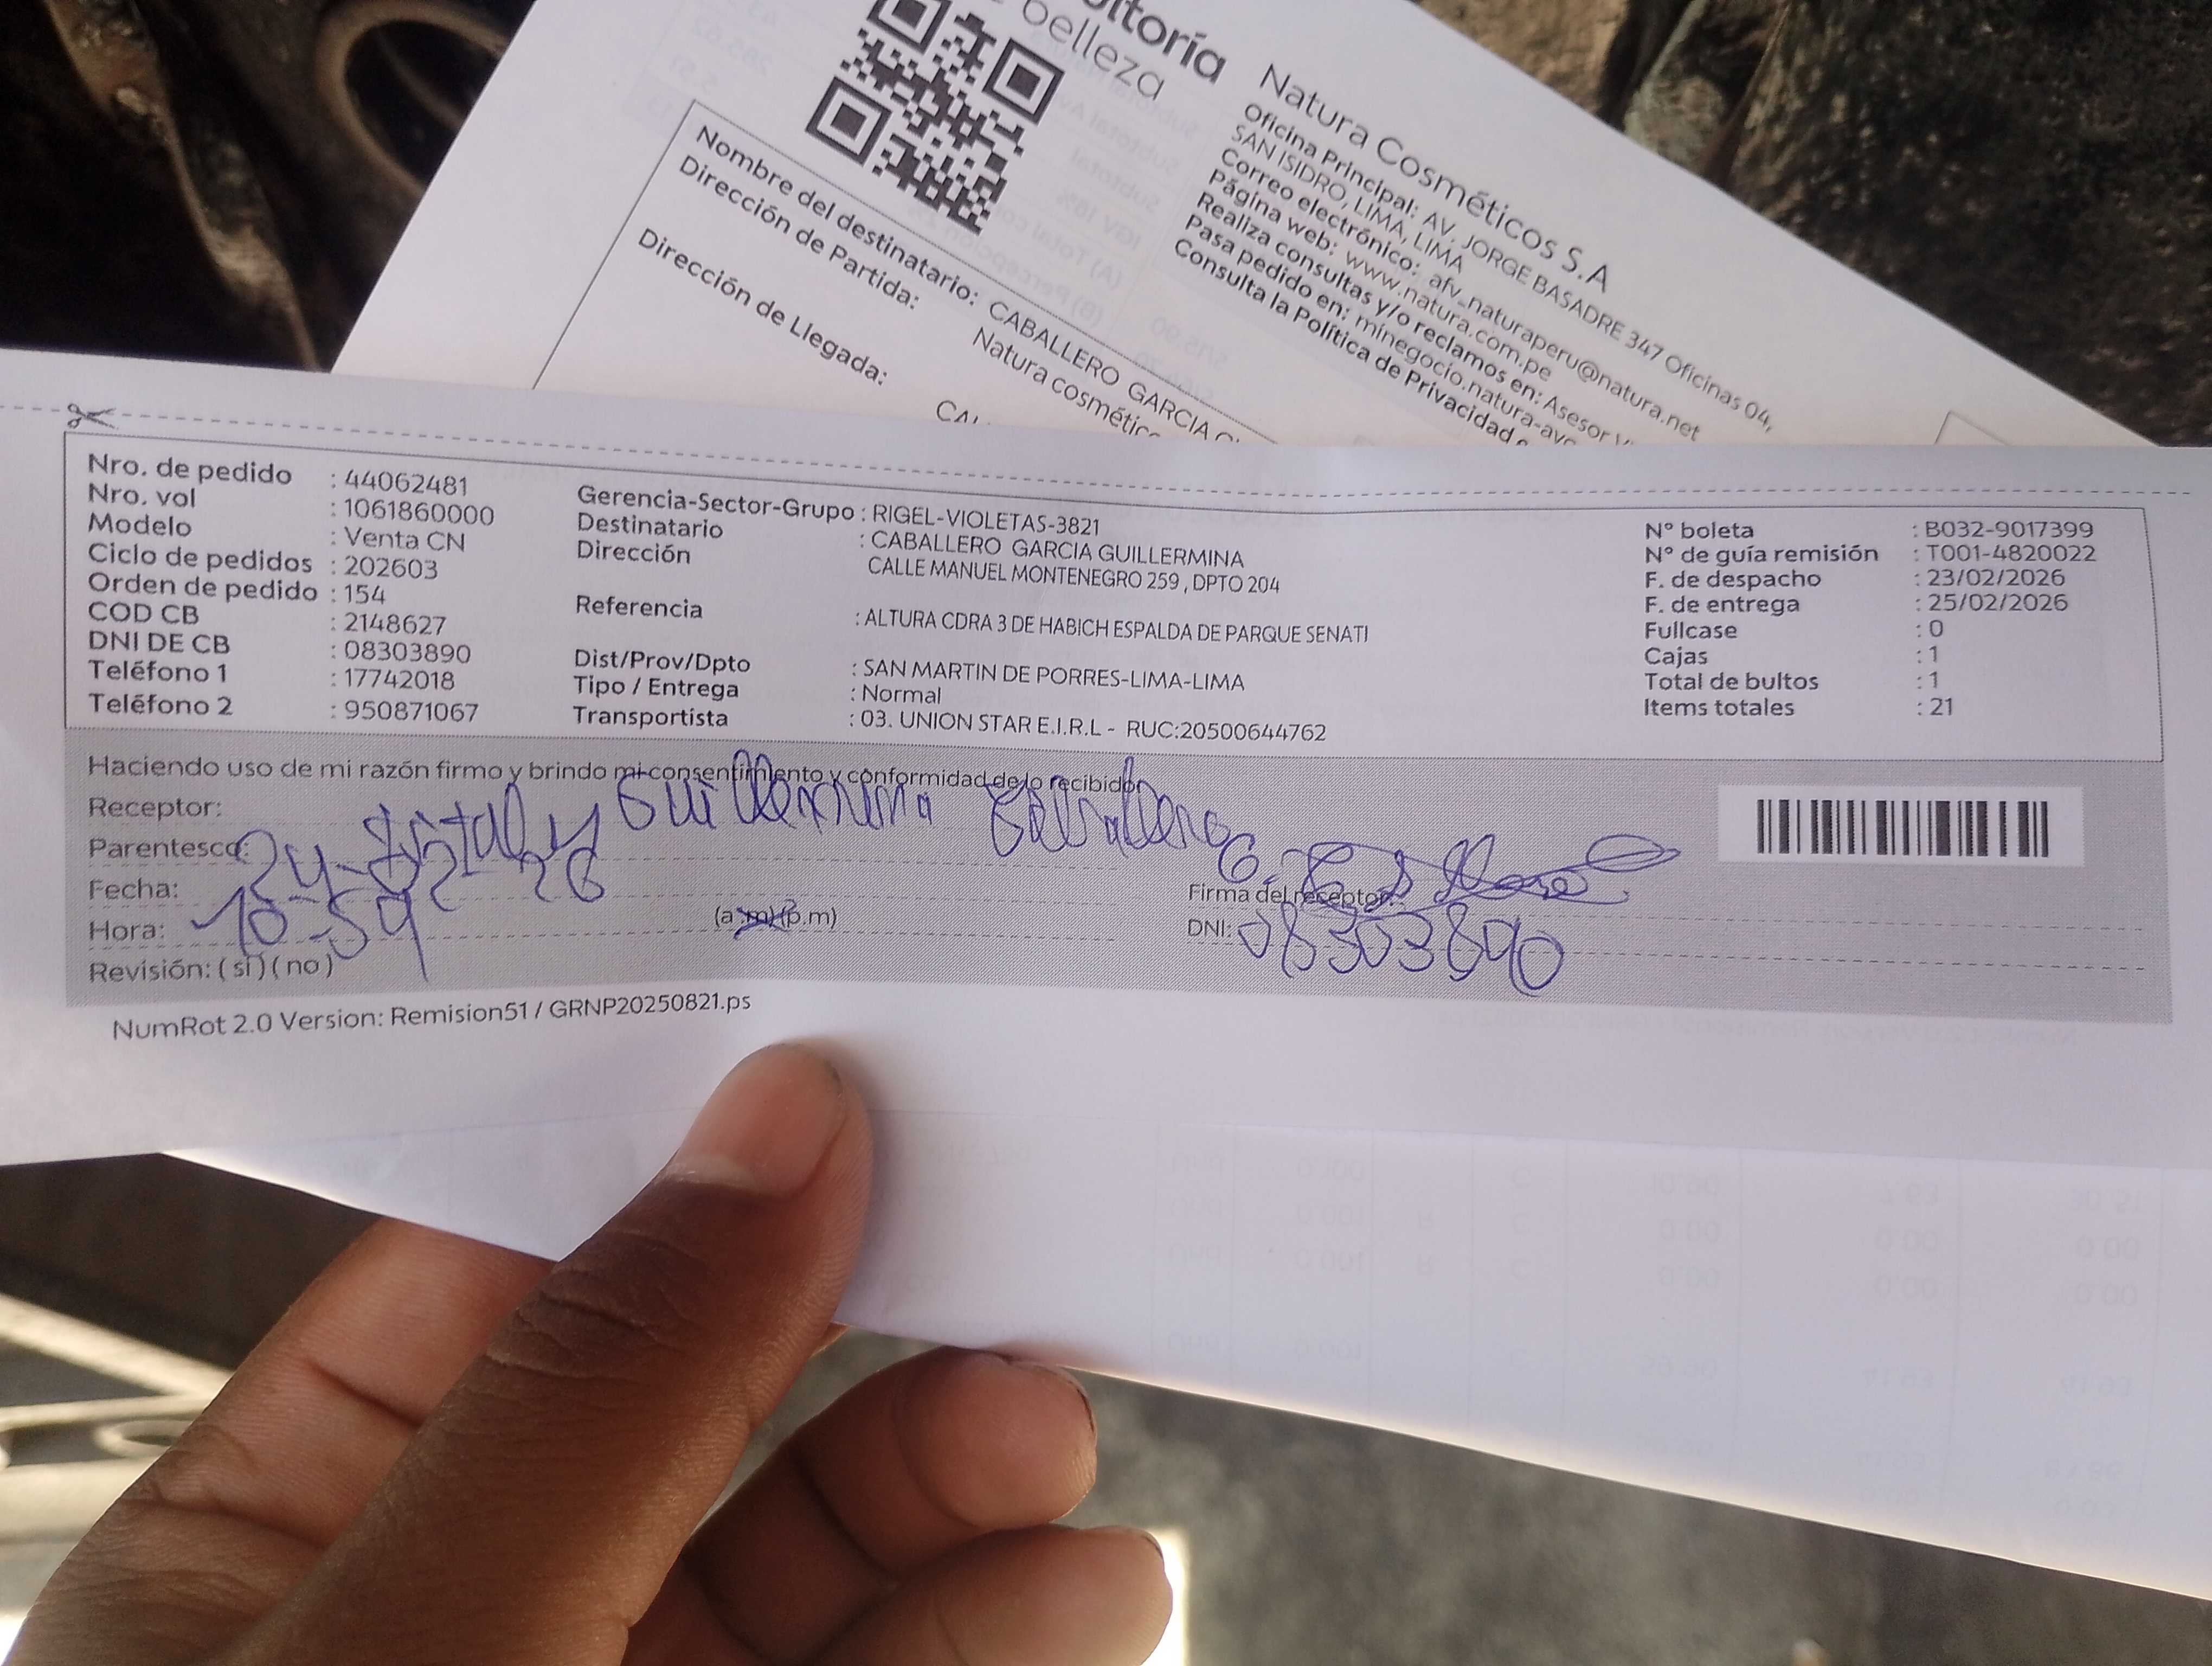 belleza
Natura Cosméticos S.A
Oficina Principal: AV. JORGE BASADRE 347 Oficinas 04,
SAN ISIDRO, LIMA, LIMA
Correo electrónico: afv_naturaperu@natura.net
Página web: www.natura.com.pe
Realiza consultas y/o reclamos en: Asesor
Pasa pedido en: minegocio.natura-avo
Consulta la Política de Privacidad
Nombre del destinatario: CABALLERO GARCIA
Dirección de Partida: Natura cosmétic
Dirección de Llegada:
Nro. de pedido : 44062481
Nro. vol : 1061860000
Modelo : Venta CN
Ciclo de pedidos : 202603
Orden de pedido : 154
COD CB : 2148627
DNI DE CB : 08303890
Teléfono 1 : 17742018
Teléfono 2 : 950871067
Gerencia-Sector-Grupo : RIGEL-VIOLETAS-3821
Destinatario : CABALLERO GARCIA GUILLERMINA
Dirección CALLE MANUEL MONTENEGRO 259 , DPTO 204
Referencia : ALTURA CDRA 3 DE HABICH ESPALDA DE PARQUE SENATI
Dist/Prov/Dpto : SAN MARTIN DE PORRES-LIMA-LIMA
Tipo / Entrega : Normal
Transportista : 03. UNION STAR E.I.R.L - RUC:20500644762
N° boleta : B032-9017399
N° de guía remisión : T001-4820022
F. de despacho : 23/02/2026
F. de entrega : 25/02/2026
Fullcase : 0
Cajas : 1
Total de bultos : 1
Items totales : 21
Haciendo uso de mi razón firmo y brindo mi consentimiento y conformidad de lo recibido
Receptor: Guillermina Caballero G.
Parentesco:
Fecha: 24-2-26
Hora: 10-59 (a.m)(p.m)
Revisión: (si) (no)
Firma del receptor:
DNI: 08303890
NumRot 2.0 Version: Remision51 / GRNP20250821.ps